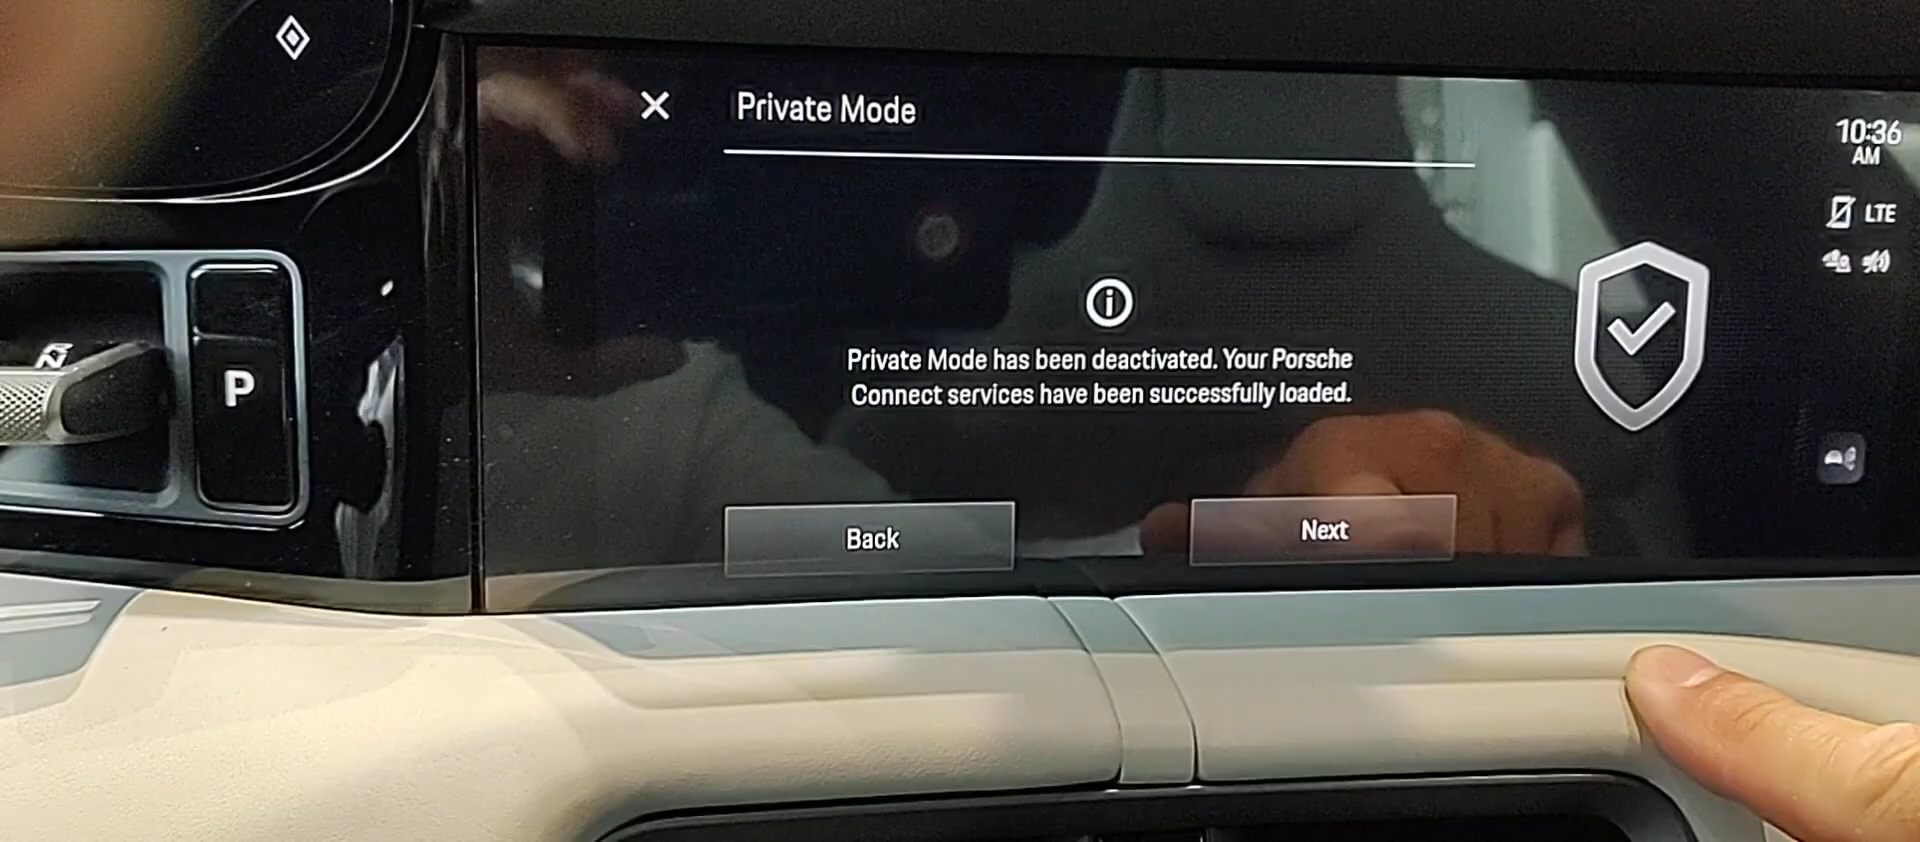 Private Mode
10:36
AM
LTE
P
Private Mode has been deactivated. Your Porsche
Connect services have been successfully loaded.
Back
Next